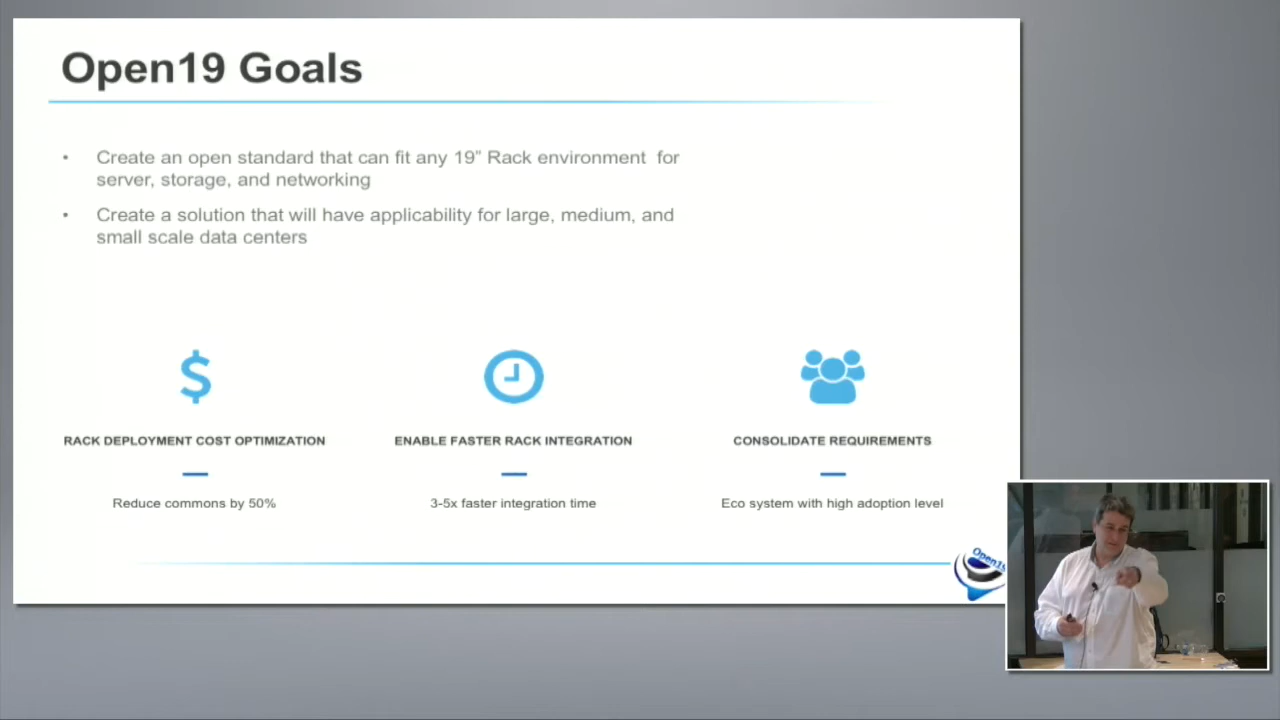 Open19 Goals
• Create an open standard that can fit any 19” Rack environment for
server, storage, and networking
• Create a solution that will have applicability for large, medium, and
small scale data centers
$
RACK DEPLOYMENT COST OPTIMIZATION
Reduce commons by 50%
ENABLE FASTER RACK INTEGRATION
3-5x faster integration time
CONSOLIDATE REQUIREMENTS
Eco system with high adoption level
Open19